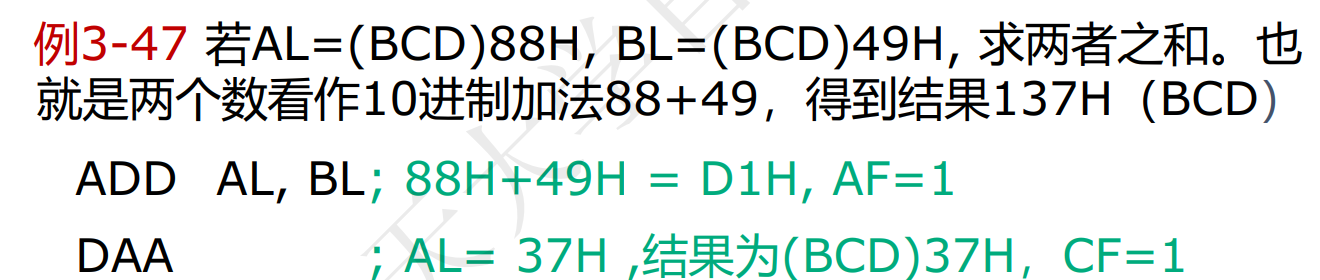 例3-47 若AL=(BCD)88H, BL=(BCD)49H, 求两者之和。也
就是两个数看作10进制加法88+49，得到结果137H（BCD）
ADD AL, BL; 88H+49H = D1H, AF=1
DAA ; AL= 37H ,结果为(BCD)37H，CF=1